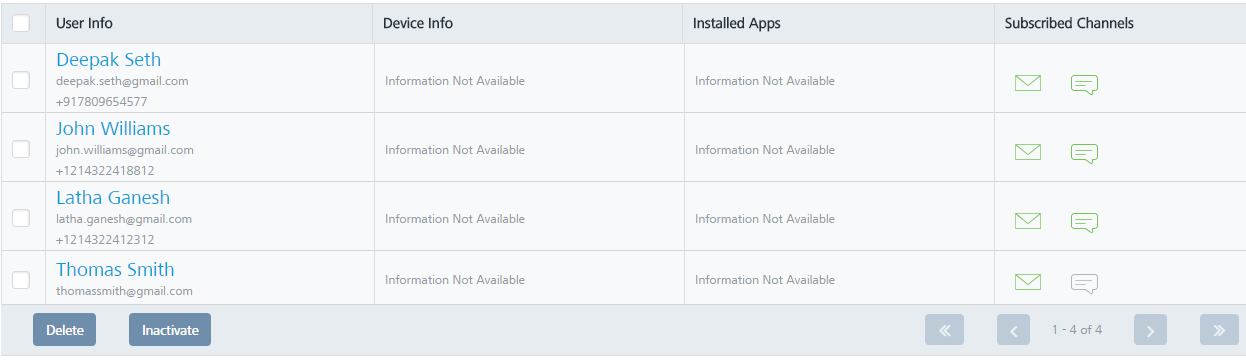 User Info Device Info Installed Apps Subscribed Channels
Deepak Seth
deepak.seth@gmail.com Information Not Available Information Not Available
+917809654577
John Williams
john.williams@gmail.com Information Not Available Information Not Available
+1214322418812
Latha Ganesh
latha.ganesh@gmail.com Information Not Available Information Not Available
+1214322412312
Thomas Smith
Information Not Available Information Not Available
thomassmith@gmail.com
Delete Inactivate 1 - 4 of 4